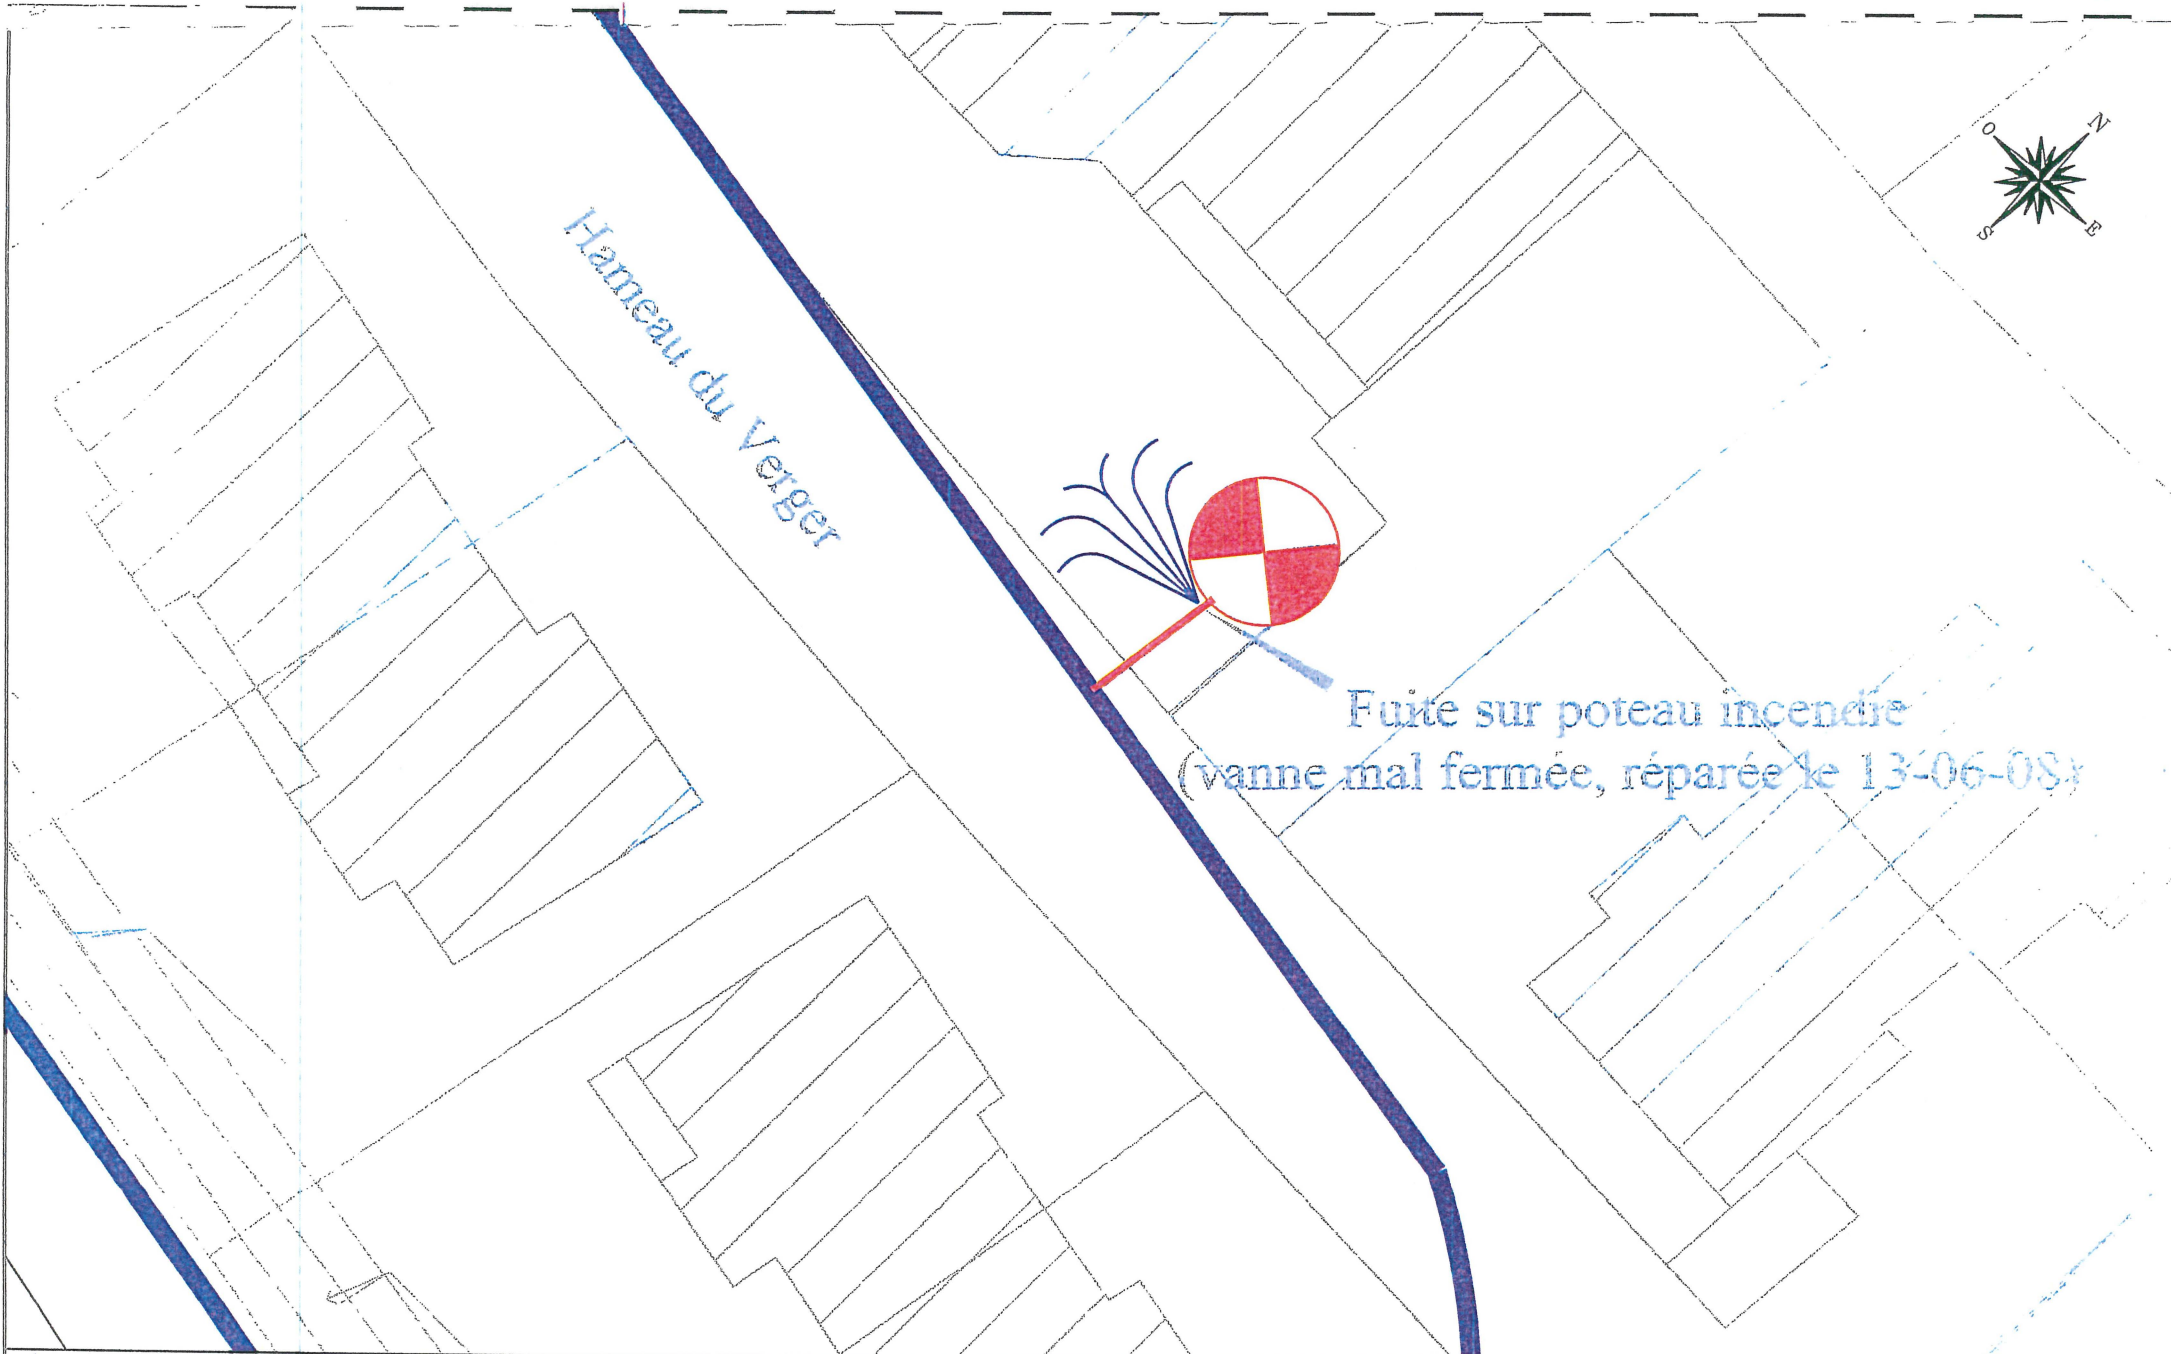 Hameau du Verger
O
N
S
E
Fuite sur poteau incendie
(vanne mal fermée, réparée le 13-06-08)